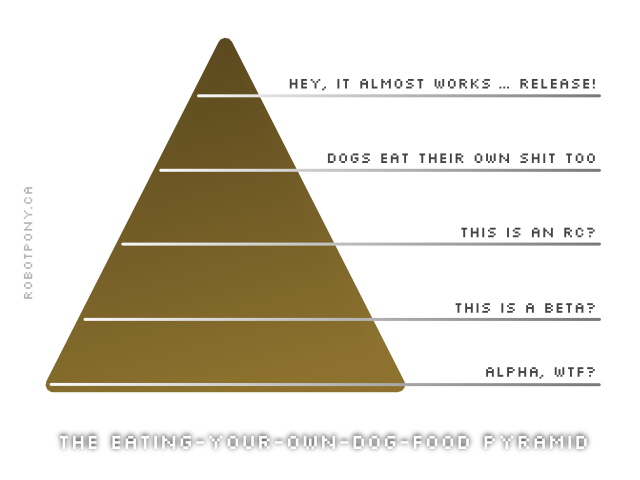 HEY, IT ALMOST WORKS ... RELEASE!
DOGS EAT THEIR OWN SHIT TOO
THIS IS AN RC?
THIS IS A BETA?
ALPHA, WTF?
THE EATING-YOUR-OWN-DOG-FOOD PYRAMID
ROBOTPONY.CA